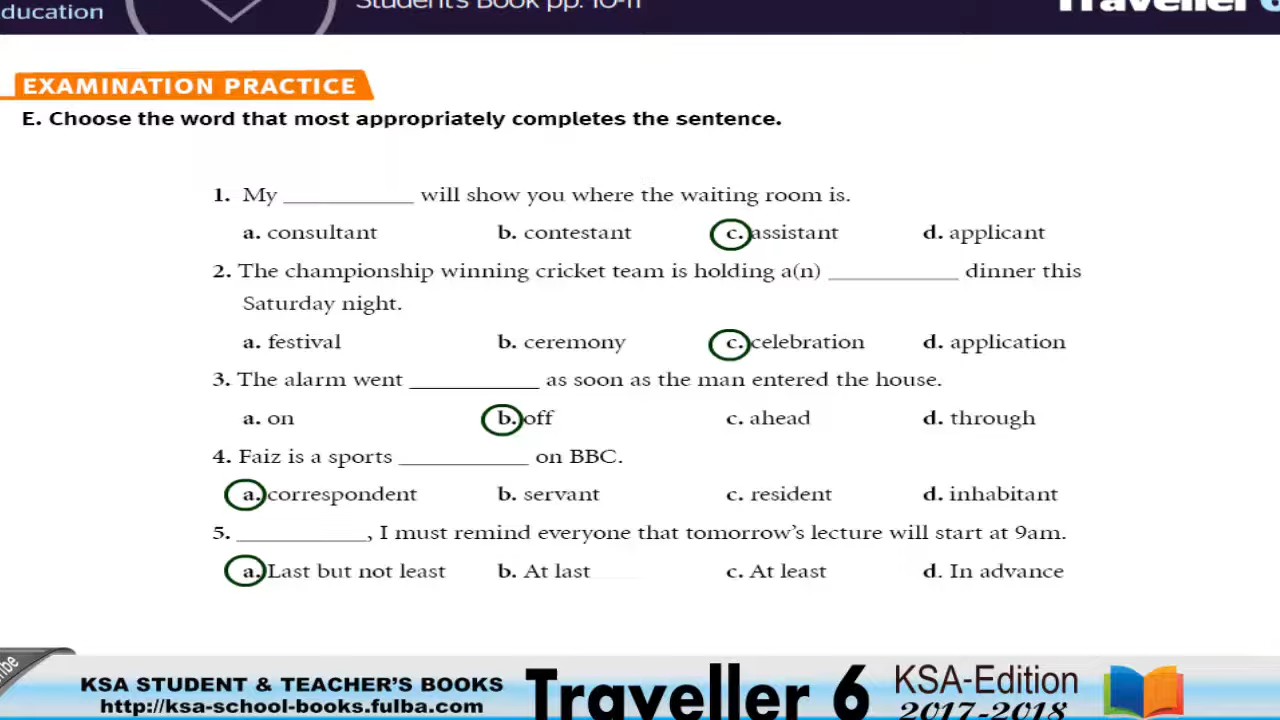 ducation
Student's Book pp. 10-11
Traveller 6
EXAMINATION PRACTICE
E. Choose the word that most appropriately completes the sentence.
1. My ____________ will show you where the waiting room is.
a. consultant b. contestant c. assistant d. applicant
2. The championship winning cricket team is holding a(n) ____________ dinner this
Saturday night.
a. festival b. ceremony c. celebration d. application
3. The alarm went ____________ as soon as the man entered the house.
a. on b. off c. ahead d. through
4. Faiz is a sports ____________ on BBC.
a. correspondent b. servant c. resident d. inhabitant
5. ____________, I must remind everyone that tomorrow's lecture will start at 9am.
a. Last but not least b. At last c. At least d. In advance
KSA STUDENT & TEACHER'S BOOKS
http://ksa-school-books.fulba.com
Traveller 6
KSA-Edition
2017-2018